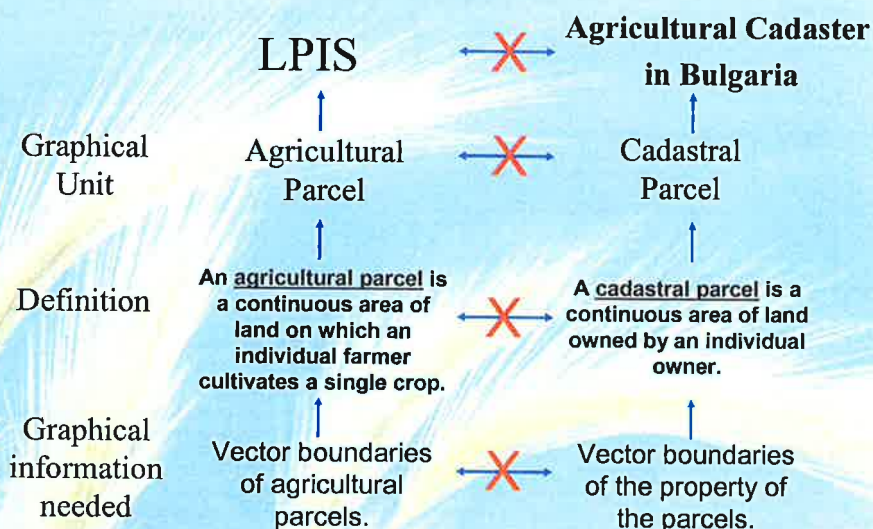 LPIS
Agricultural Cadaster
in Bulgaria
Graphical
Unit
Agricultural
Parcel
Cadastral
Parcel
Definition
An agricultural parcel is
a continuous area of
land on which an
individual farmer
cultivates a single crop.
A cadastral parcel is a
continuous area of land
owned by an individual
owner.
Graphical
information
needed
Vector boundaries
of agricultural
parcels.
Vector boundaries
of the property of
the parcels.